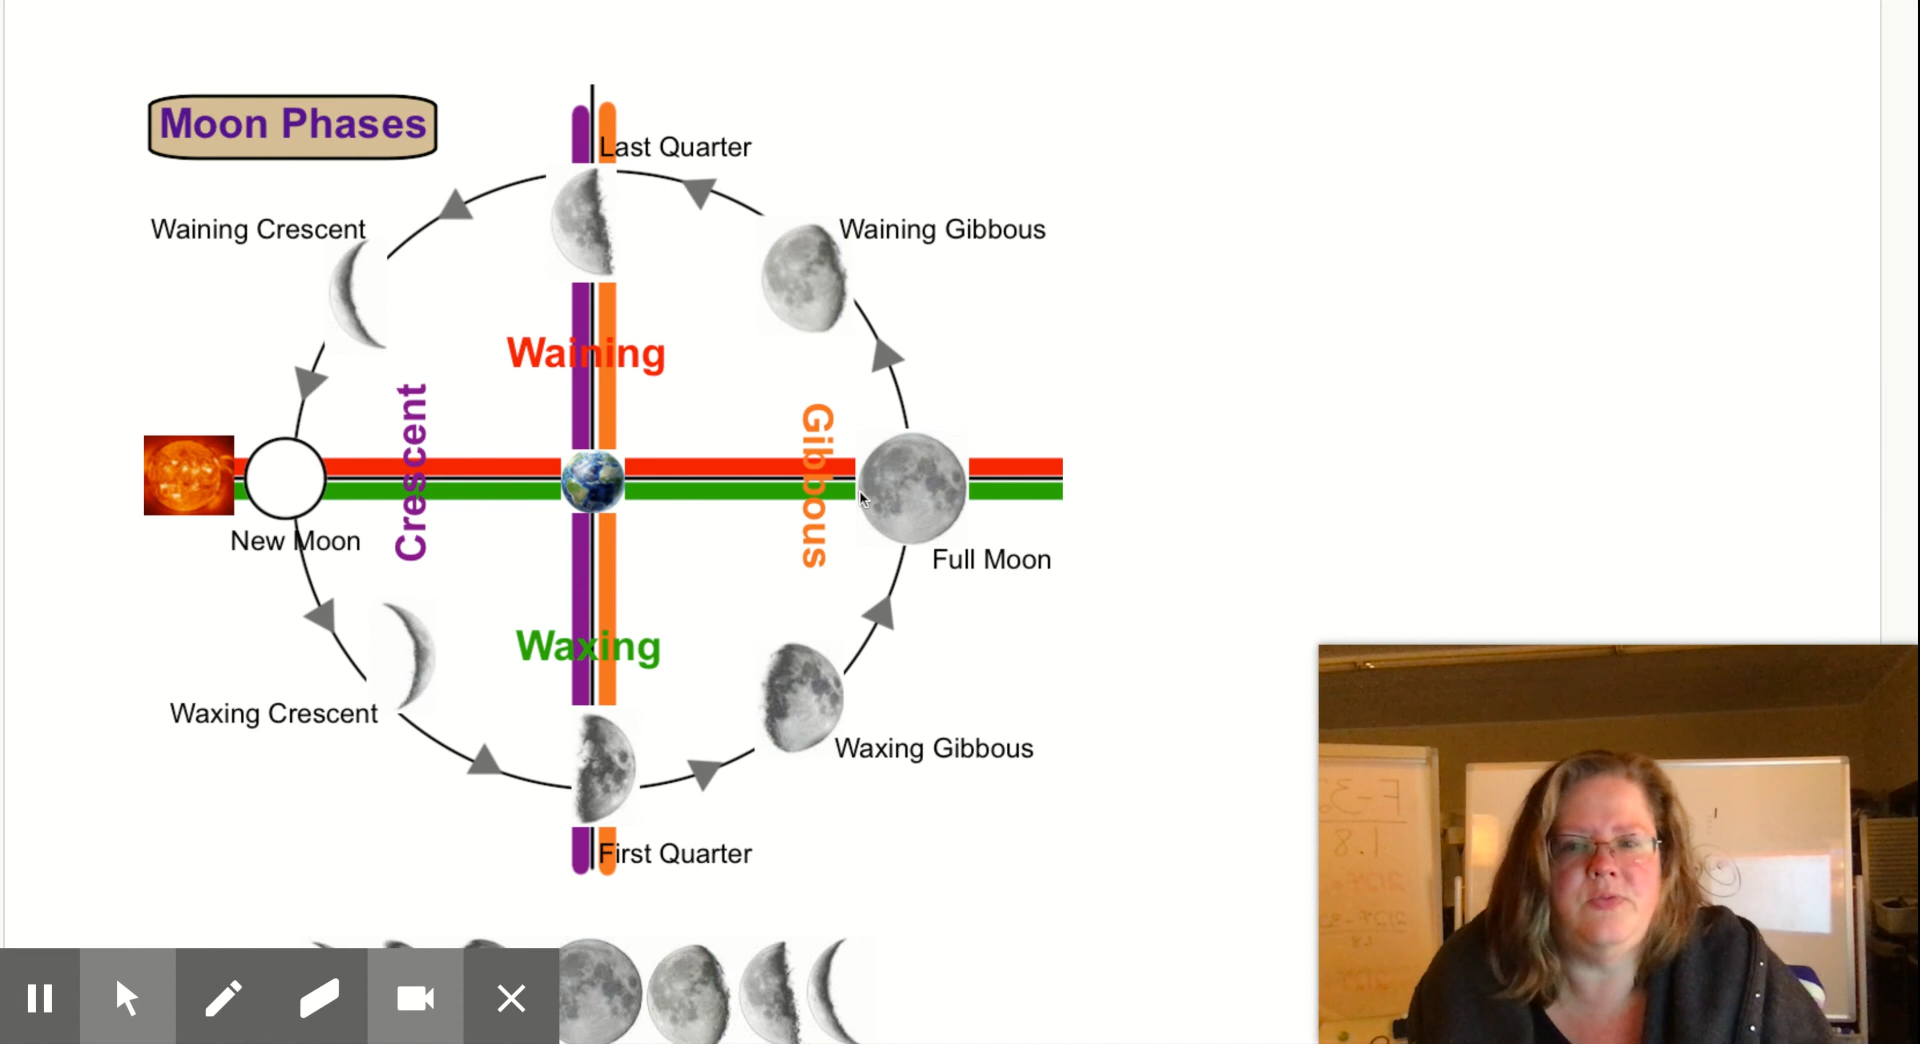 Moon Phases
Last Quarter
Waining Crescent
Waining Gibbous
Waining
Crescent
Gibbous
New Moon
Full Moon
Waxing
Waxing Crescent
Waxing Gibbous
First Quarter